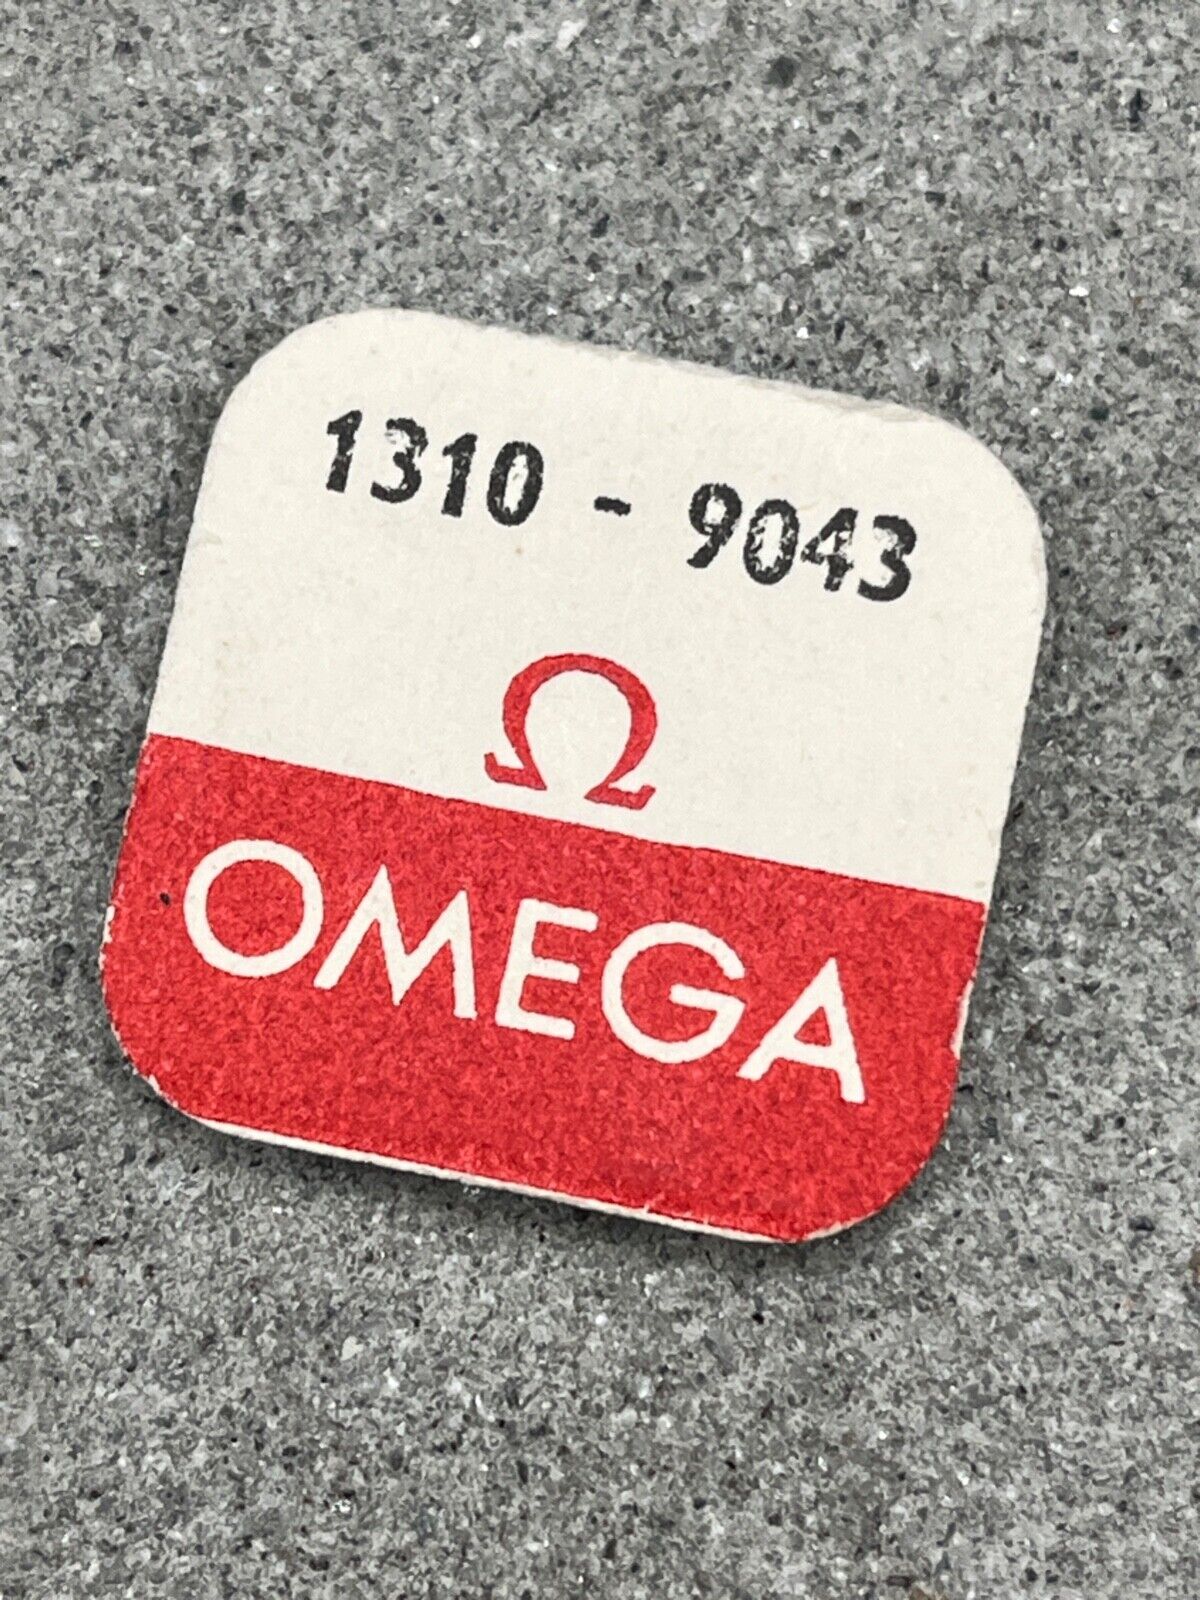 1310 - 9043
Ω
OMEGA